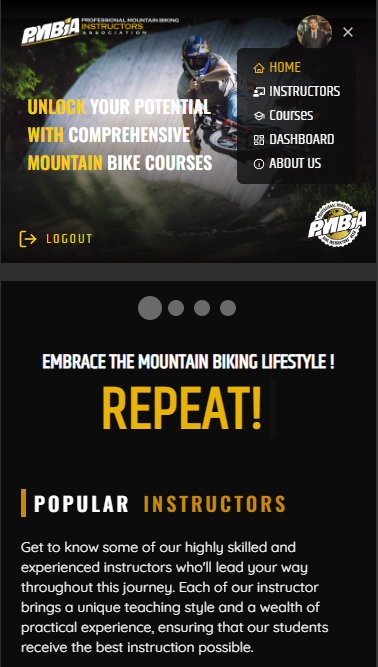 PMBIA PROFESSIONAL MOUNTAIN BIKING
INSTRUCTORS
ASSOCIATION
HOME
INSTRUCTORS
Courses
DASHBOARD
ABOUT US
UNLOCK YOUR POTENTIAL
WITH COMPREHENSIVE
MOUNTAIN BIKE COURSES
LOGOUT
PMBIA
EMBRACE THE MOUNTAIN BIKING LIFESTYLE !
REPEAT!
POPULAR INSTRUCTORS
Get to know some of our highly skilled and
experienced instructors who'll lead your way
throughout this journey. Each of our instructor
brings a unique teaching style and a wealth of
practical experience, ensuring that our students
receive the best instruction possible.